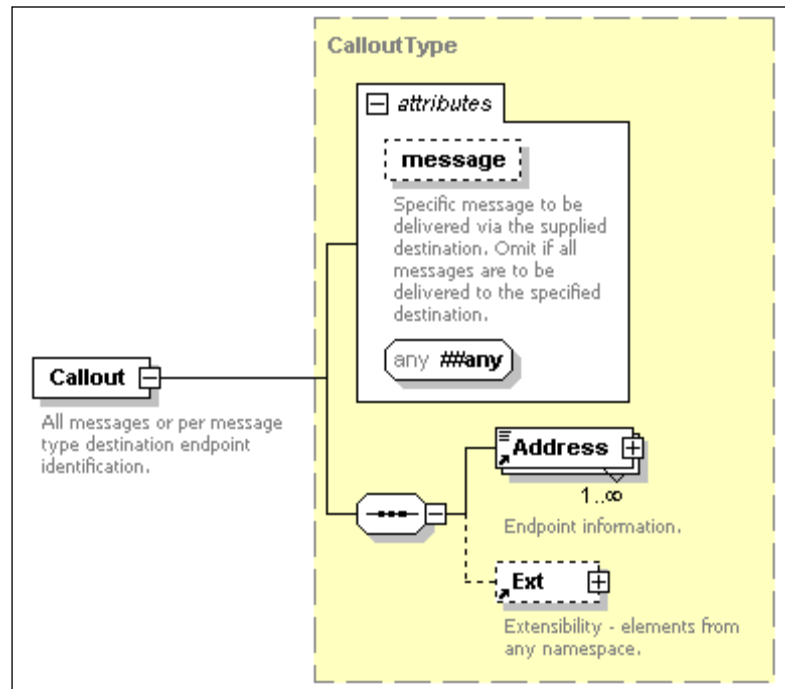 CalloutType
attributes
message
Specific message to be
delivered via the supplied
destination. Omit if all
messages are to be
delivered to the specified
destination.
any ##any
Callout
All messages or per message
type destination endpoint
identification.
Address
1..∞
Endpoint information.
Ext
Extensibility - elements from
any namespace.